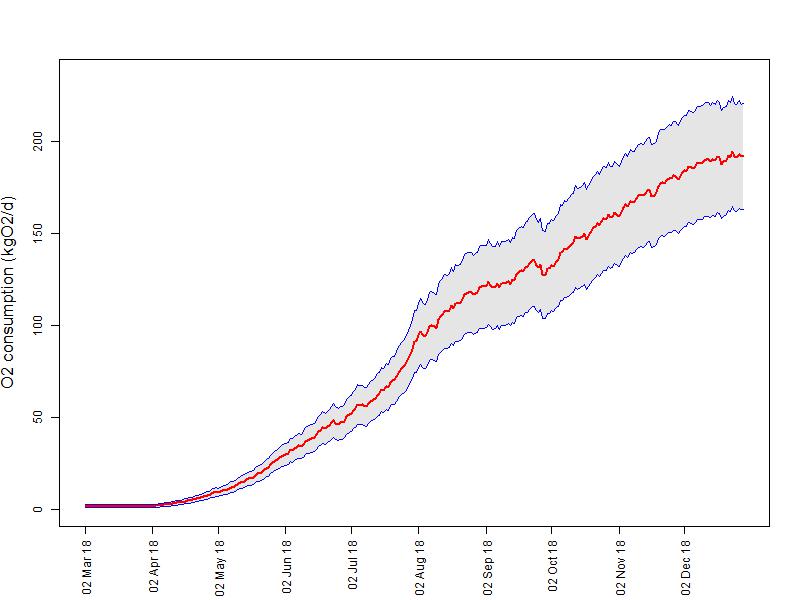 O2 consumption (kgO2/d)
200
150
100
50
0
02 Mar 18
02 Apr 18
02 May 18
02 Jun 18
02 Jul 18
02 Aug 18
02 Sep 18
02 Oct 18
02 Nov 18
02 Dec 18